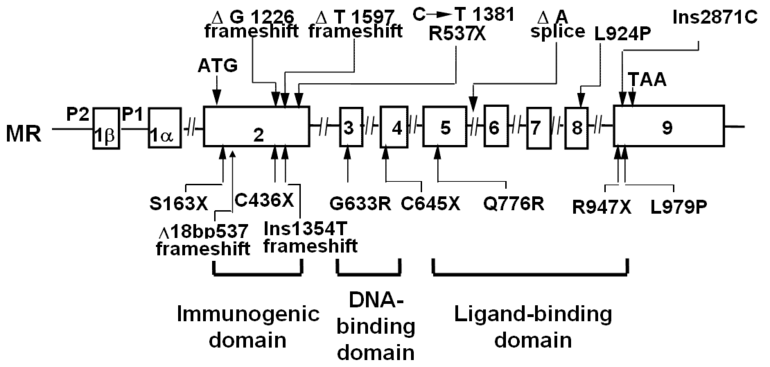 Δ G 1226 Δ T 1597 C→T 1381 Δ A Ins2871C
frameshift frameshift R537X splice L924P
ATG TAA
P2 P1
MR 1β 1α 2 3 4 5 6 7 8 9
S163X C436X G633R C645X Q776R R947X L979P
Δ18bp537 Ins1354T
frameshift frameshift
Immunogenic DNA- Ligand-binding
domain binding domain
domain